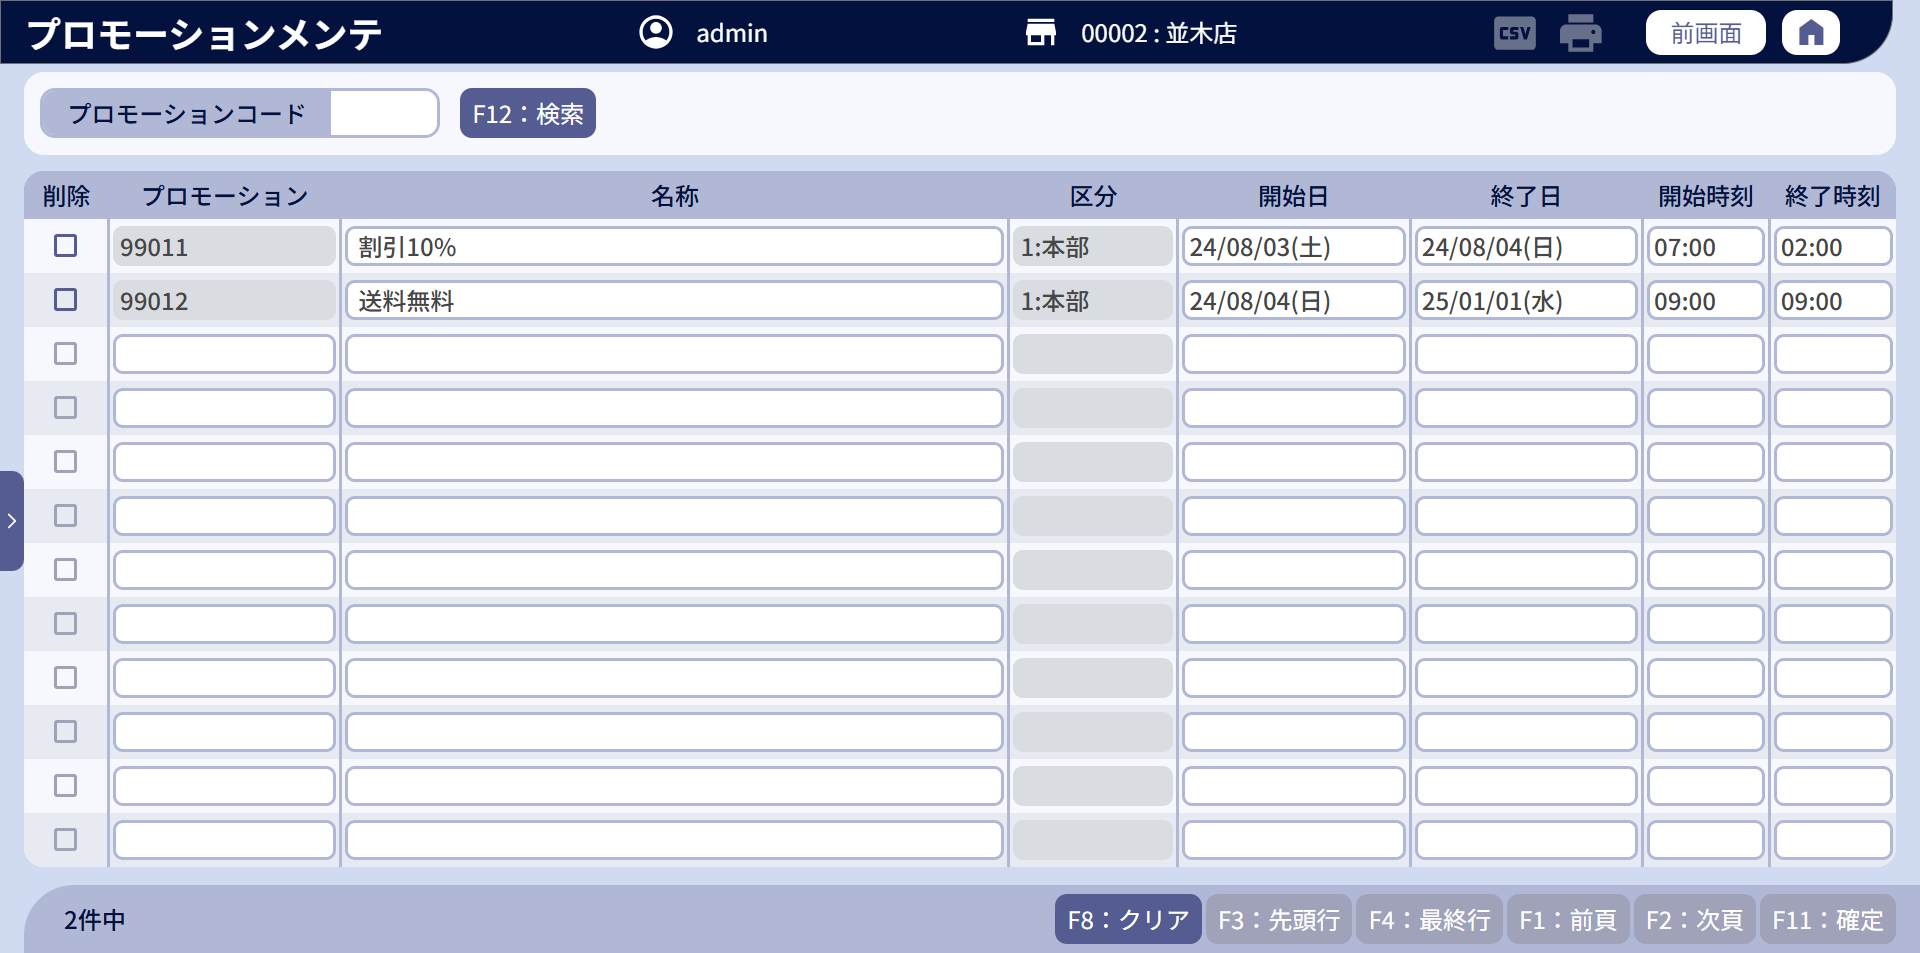 プロモーションメンテ admin 00002 : 並木店 CSV 前画面
プロモーションコード F12：検索
削除 プロモーション 名称 区分 開始日 終了日 開始時刻 終了時刻
99011 割引10% 1:本部 24/08/03(土) 24/08/04(日) 07:00 02:00
99012 送料無料 1:本部 24/08/04(日) 25/01/01(水) 09:00 09:00
2件中 F8：クリア F3：先頭行 F4：最終行 F1：前頁 F2：次頁 F11：確定